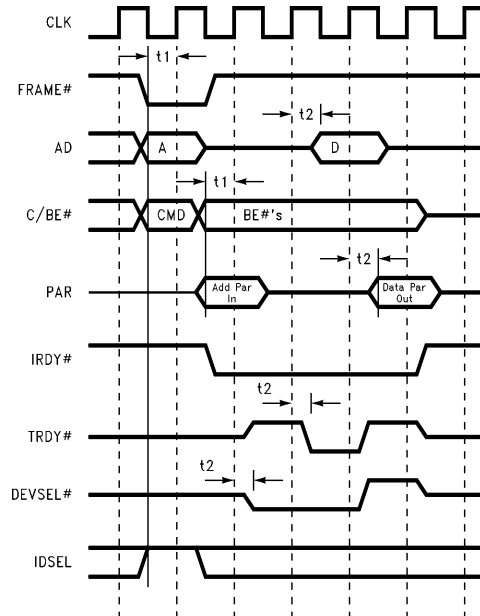 CLK
t1
FRAME#
t2
AD
A
D
t1
C/BE#
CMD
BE#'s
t2
PAR
Add Par
In
Data Par
Out
IRDY#
t2
TRDY#
t2
DEVSEL#
IDSEL